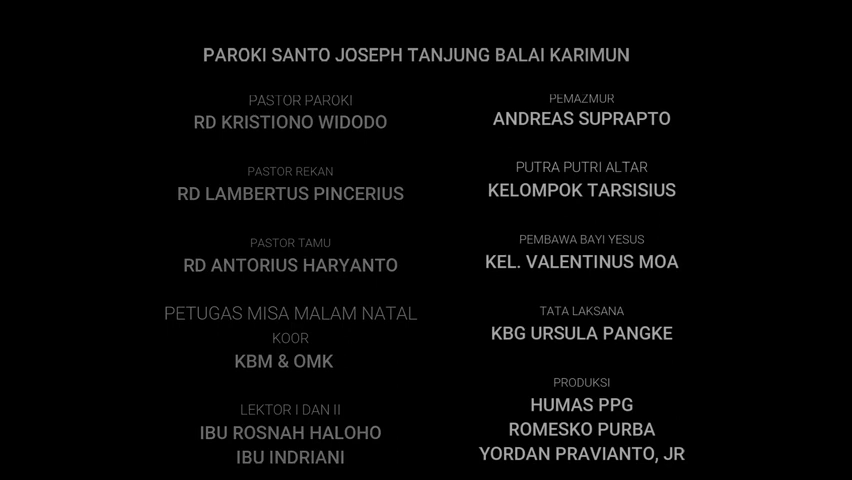 PAROKI SANTO JOSEPH TANJUNG BALAI KARIMUN
PASTOR PAROKI
RD KRISTIONO WIDODO
PASTOR REKAN
RD LAMBERTUS PINCERIUS
PASTOR TAMU
RD ANTORIUS HARYANTO
PETUGAS MISA MALAM NATAL
KOOR
KBM & OMK
LEKTOR I DAN II
IBU ROSNAH HALOHO
IBU INDRIANI
PEMAZMUR
ANDREAS SUPRAPTO
PUTRA PUTRI ALTAR
KELOMPOK TARSISIUS
PEMBAWA BAYI YESUS
KEL. VALENTINUS MOA
TATA LAKSANA
KBG URSULA PANGKE
PRODUKSI
HUMAS PPG
ROMESKO PURBA
YORDAN PRAVIANTO, JR